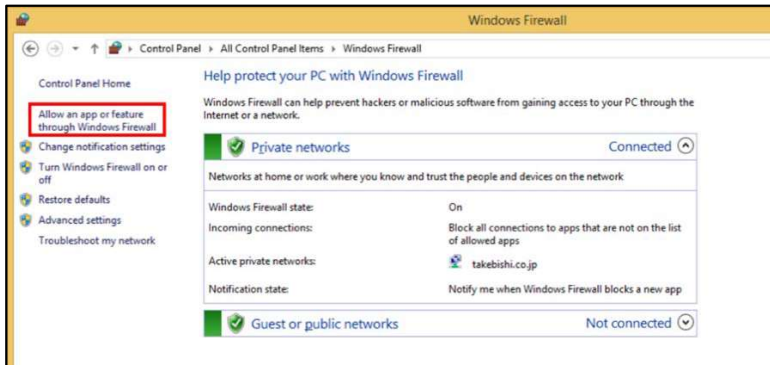 Windows Firewall
Control Panel ▸ All Control Panel Items ▸ Windows Firewall
Control Panel Home
Allow an app or feature
through Windows Firewall
Change notification settings
Turn Windows Firewall on or
off
Restore defaults
Advanced settings
Troubleshoot my network
Help protect your PC with Windows Firewall
Windows Firewall can help prevent hackers or malicious software from gaining access to your PC through the
Internet or a network.
Private networks Connected
Networks at home or work where you know and trust the people and devices on the network
Windows Firewall state: On
Incoming connections: Block all connections to apps that are not on the list
of allowed apps
Active private networks: takebishi.co.jp
Notification state: Notify me when Windows Firewall blocks a new app
Guest or public networks Not connected